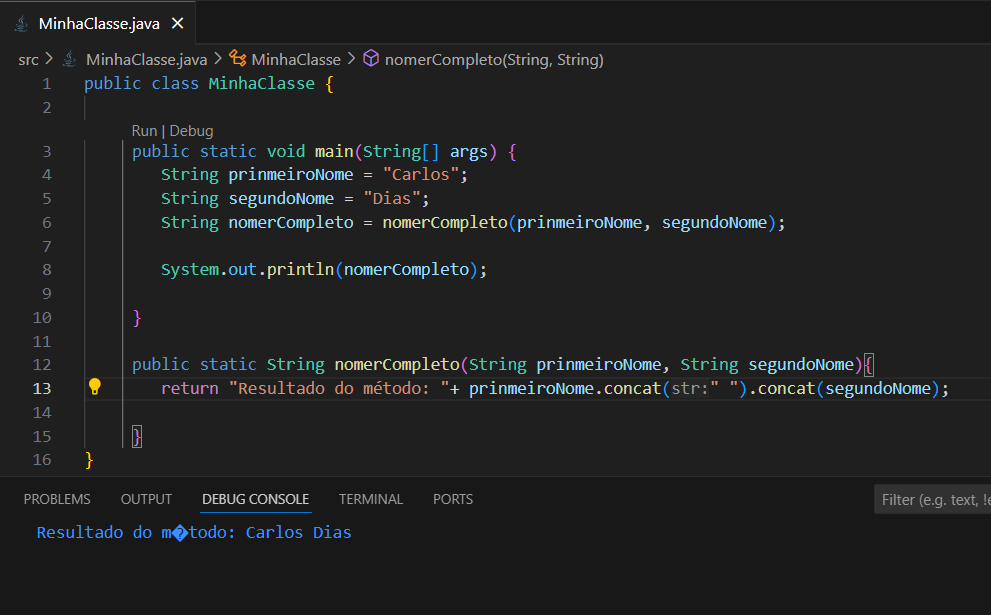 MinhaClasse.java ×
src > MinhaClasse.java > MinhaClasse > nomerCompleto(String, String)
1 public class MinhaClasse {
2
Run | Debug
3 public static void main(String[] args) {
4 String prinmeiroNome = "Carlos";
5 String segundoNome = "Dias";
6 String nomerCompleto = nomerCompleto(prinmeiroNome, segundoNome);
7
8 System.out.println(nomerCompleto);
9
10 }
11
12 public static String nomerCompleto(String prinmeiroNome, String segundoNome){
13 return "Resultado do método: "+ prinmeiroNome.concat(str:" ").concat(segundoNome);
14
15 }
16 }
PROBLEMS OUTPUT DEBUG CONSOLE TERMINAL PORTS Filter (e.g. text, !e
Resultado do m�todo: Carlos Dias